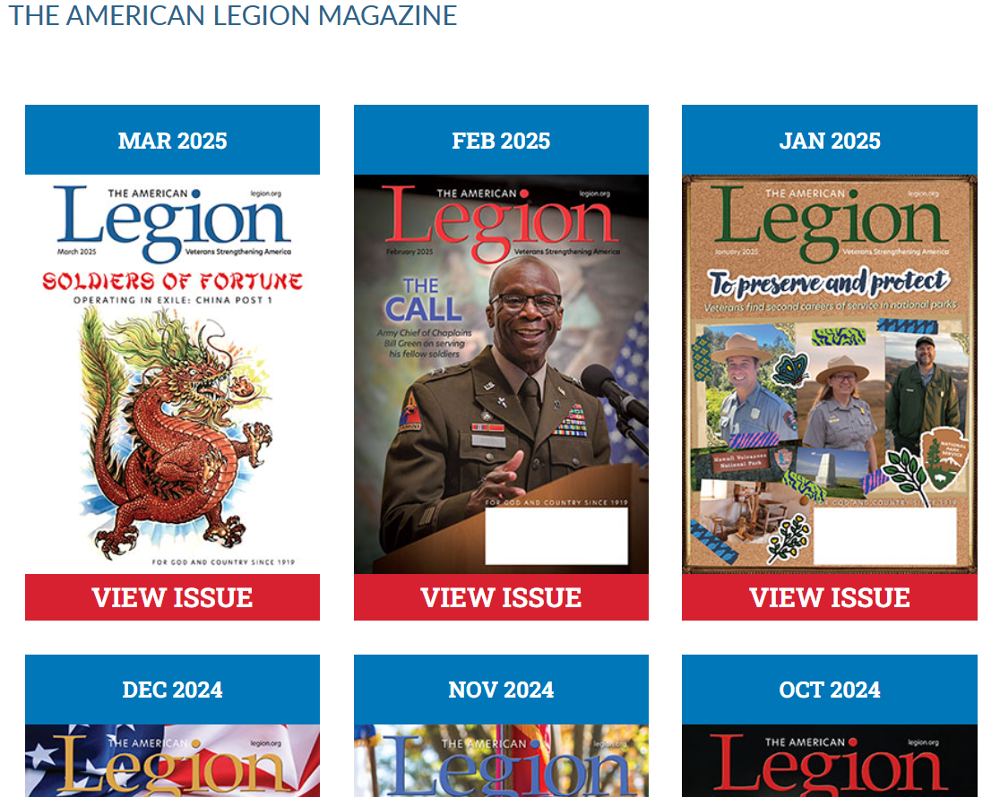 THE AMERICAN LEGION MAGAZINE
MAR 2025
THE AMERICAN
legion.org
Legion
March 2025
Veterans Strengthening America
SOLDIERS OF FORTUNE
OPERATING IN EXILE: CHINA POST 1
FOR GOD AND COUNTRY SINCE 1919
VIEW ISSUE
FEB 2025
THE AMERICAN
legion.org
Legion
February 2025
Veterans Strengthening America
THE
CALL
Army Chief of Chaplains
Bill Green on serving
his fellow soldiers
FOR GOD AND COUNTRY SINCE 1919
VIEW ISSUE
JAN 2025
THE AMERICAN
legion.org
Legion
January 2025
Veterans Strengthening America
To preserve and protect
Veterans find second careers of service in national parks
NATIONAL
PARK
SERVICE
Hawaii Volcanoes
National Park
FOR GOD AND COUNTRY SINCE 1919
VIEW ISSUE
DEC 2024
THE AMERICAN
legion.org
Legion
NOV 2024
THE AMERICAN
legion.org
Legion
OCT 2024
THE AMERICAN
legion.org
Legion